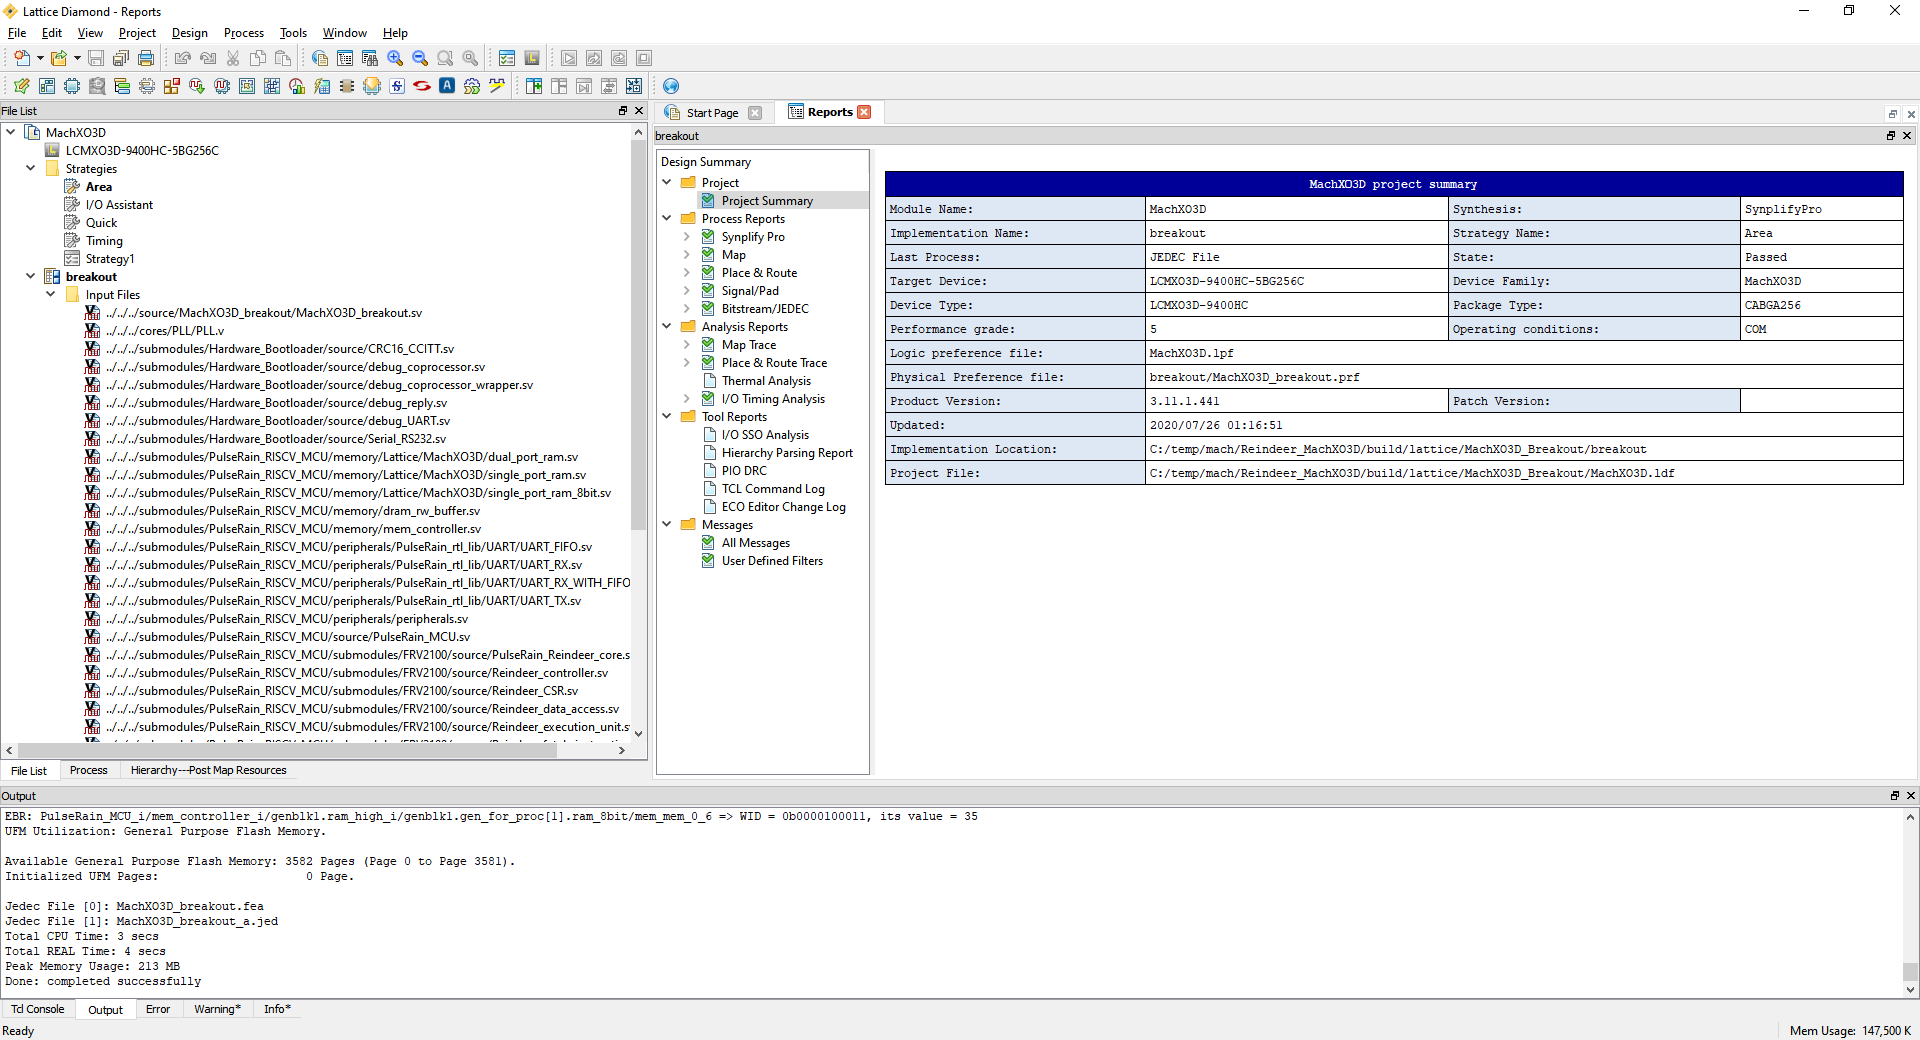 Lattice Diamond - Reports
File Edit View Project Design Process Tools Window Help
File List
MachXO3D
LCMXO3D-9400HC-5BG256C
Strategies
Area
I/O Assistant
Quick
Timing
Strategy1
breakout
Input Files
../../../source/MachXO3D_breakout/MachXO3D_breakout.sv
../../../cores/PLL/PLL.v
../../../submodules/Hardware_Bootloader/source/CRC16_CCITT.sv
../../../submodules/Hardware_Bootloader/source/debug_coprocessor.sv
../../../submodules/Hardware_Bootloader/source/debug_coprocessor_wrapper.sv
../../../submodules/Hardware_Bootloader/source/debug_reply.sv
../../../submodules/Hardware_Bootloader/source/debug_UART.sv
../../../submodules/Hardware_Bootloader/source/Serial_RS232.sv
../../../submodules/PulseRain_RISCV_MCU/memory/Lattice/MachXO3D/dual_port_ram.sv
../../../submodules/PulseRain_RISCV_MCU/memory/Lattice/MachXO3D/single_port_ram.sv
../../../submodules/PulseRain_RISCV_MCU/memory/Lattice/MachXO3D/single_port_ram_8bit.sv
../../../submodules/PulseRain_RISCV_MCU/memory/dram_rw_buffer.sv
../../../submodules/PulseRain_RISCV_MCU/memory/mem_controller.sv
../../../submodules/PulseRain_RISCV_MCU/peripherals/PulseRain_rtl_lib/UART/UART_FIFO.sv
../../../submodules/PulseRain_RISCV_MCU/peripherals/PulseRain_rtl_lib/UART/UART_RX.sv
../../../submodules/PulseRain_RISCV_MCU/peripherals/PulseRain_rtl_lib/UART/UART_RX_WITH_FIFO
../../../submodules/PulseRain_RISCV_MCU/peripherals/PulseRain_rtl_lib/UART/UART_TX.sv
../../../submodules/PulseRain_RISCV_MCU/peripherals/peripherals.sv
../../../submodules/PulseRain_RISCV_MCU/source/PulseRain_MCU.sv
../../../submodules/PulseRain_RISCV_MCU/submodules/FRV2100/source/PulseRain_Reindeer_core.s
../../../submodules/PulseRain_RISCV_MCU/submodules/FRV2100/source/Reindeer_controller.sv
../../../submodules/PulseRain_RISCV_MCU/submodules/FRV2100/source/Reindeer_CSR.sv
../../../submodules/PulseRain_RISCV_MCU/submodules/FRV2100/source/Reindeer_data_access.sv
../../../submodules/PulseRain_RISCV_MCU/submodules/FRV2100/source/Reindeer_execution_unit.s
File List Process Hierarchy---Post Map Resources
Start Page Reports
breakout
Design Summary
Project
Project Summary
Process Reports
Synplify Pro
Map
Place & Route
Signal/Pad
Bitstream/JEDEC
Analysis Reports
Map Trace
Place & Route Trace
Thermal Analysis
I/O Timing Analysis
Tool Reports
I/O SSO Analysis
Hierarchy Parsing Report
PIO DRC
TCL Command Log
ECO Editor Change Log
Messages
All Messages
User Defined Filters
MachXO3D project summary
Module Name: MachXO3D Synthesis: SynplifyPro
Implementation Name: breakout Strategy Name: Area
Last Process: JEDEC File State: Passed
Target Device: LCMXO3D-9400HC-5BG256C Device Family: MachXO3D
Device Type: LCMXO3D-9400HC Package Type: CABGA256
Performance grade: 5 Operating conditions: COM
Logic preference file: MachXO3D.lpf
Physical Preference file: breakout/MachXO3D_breakout.prf
Product Version: 3.11.1.441 Patch Version:
Updated: 2020/07/26 01:16:51
Implementation Location: C:/temp/mach/Reindeer_MachXO3D/build/lattice/MachXO3D_Breakout/breakout
Project File: C:/temp/mach/Reindeer_MachXO3D/build/lattice/MachXO3D_Breakout/MachXO3D.ldf
Output
EBR: PulseRain_MCU_i/mem_controller_i/genblk1.ram_high_i/genblk1.gen_for_proc[1].ram_8bit/mem_mem_0_6 => WID = 0b0000100011, its value = 35
UFM Utilization: General Purpose Flash Memory.
Available General Purpose Flash Memory: 3582 Pages (Page 0 to Page 3581).
Initialized UFM Pages: 0 Page.
Jedec File [0]: MachXO3D_breakout.fea
Jedec File [1]: MachXO3D_breakout_a.jed
Total CPU Time: 3 secs
Total REAL Time: 4 secs
Peak Memory Usage: 213 MB
Done: completed successfully
Tcl Console Output Error Warning* Info*
Ready
Mem Usage: 147,500 K